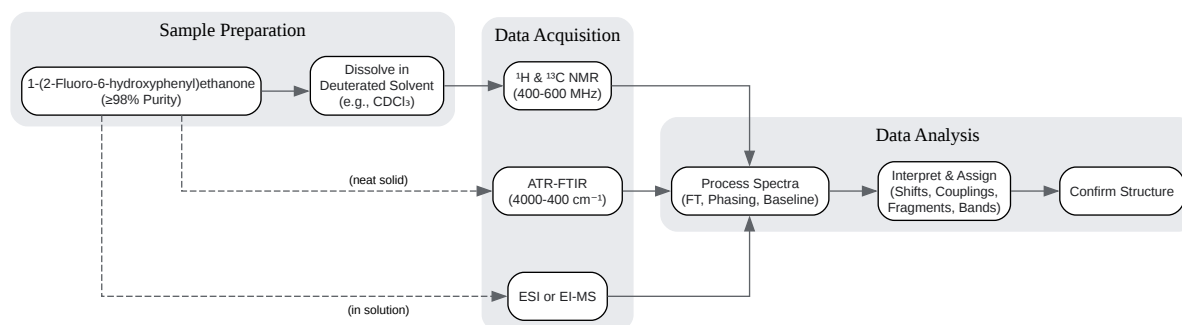 Sample Preparation
1-(2-Fluoro-6-hydroxyphenyl)ethanone
(≥98% Purity)
Dissolve in
Deuterated Solvent
(e.g., CDCl₃)
Data Acquisition
¹H & ¹³C NMR
(400-600 MHz)
(neat solid)
ATR-FTIR
(4000-400 cm⁻¹)
(in solution)
ESI or EI-MS
Data Analysis
Process Spectra
(FT, Phasing, Baseline)
Interpret & Assign
(Shifts, Couplings,
Fragments, Bands)
Confirm Structure